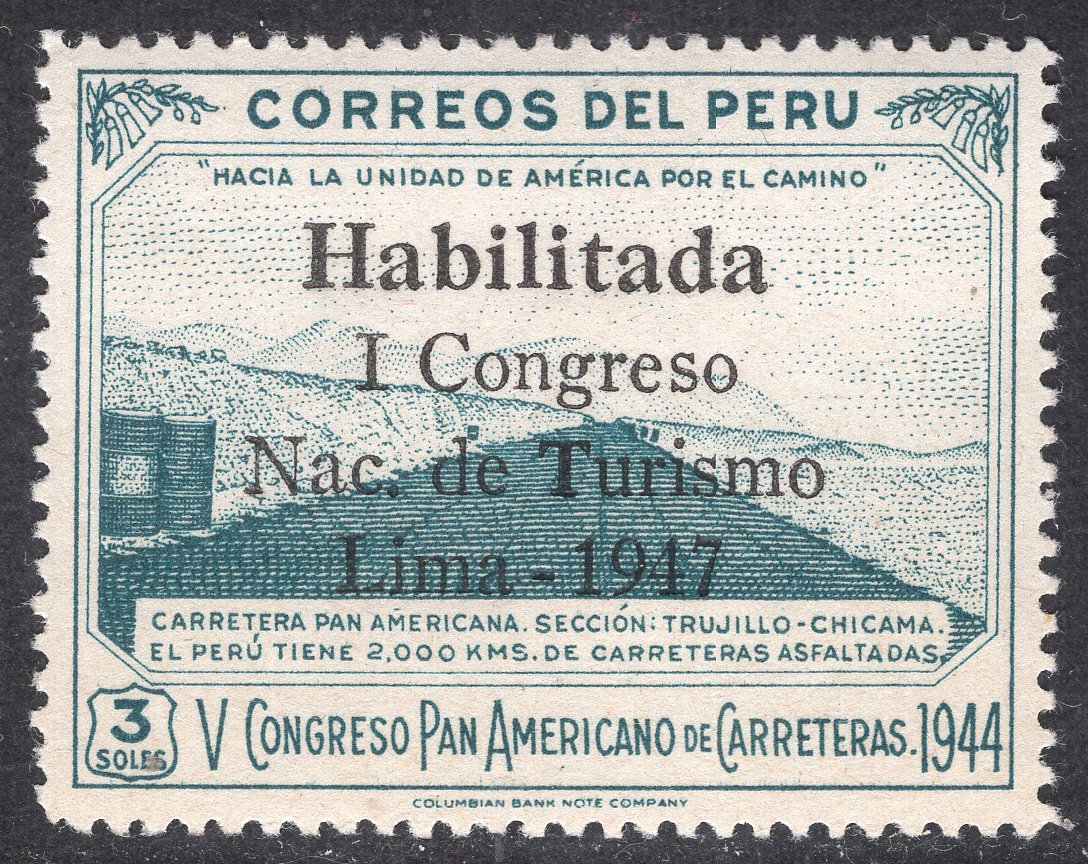 CORREOS DEL PERU
"HACIA LA UNIDAD DE AMÉRICA POR EL CAMINO"
Habilitada
I Congreso
Nac. de Turismo
Lima - 1947
CARRETERA PAN AMERICANA. SECCIÓN: TRUJILLO-CHICAMA.
EL PERÚ TIENE 2,000 KMS. DE CARRETERAS ASFALTADAS.
3
SOLES
V CONGRESO PAN AMERICANO DE CARRETERAS. 1944
COLUMBIAN BANK NOTE COMPANY